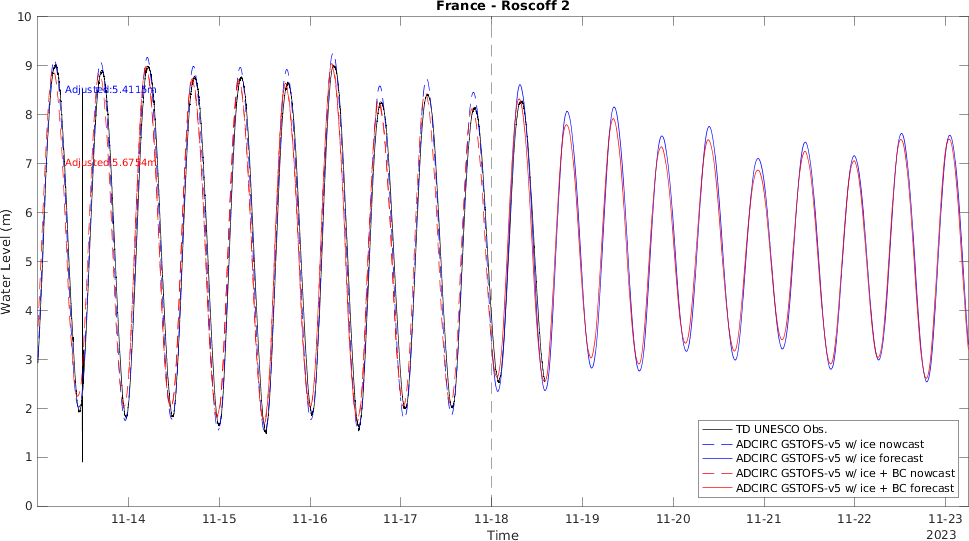 France - Roscoff 2
10
9
8
7
6
5
4
3
2
1
0
Water Level (m)
Adjusted:5.4115m
Adjusted:5.6754m
TD UNESCO Obs.
ADCIRC GSTOFS-v5 w/ ice nowcast
ADCIRC GSTOFS-v5 w/ ice forecast
ADCIRC GSTOFS-v5 w/ ice + BC nowcast
ADCIRC GSTOFS-v5 w/ ice + BC forecast
11-14 11-15 11-16 11-17 11-18 11-19 11-20 11-21 11-22 11-23
2023
Time